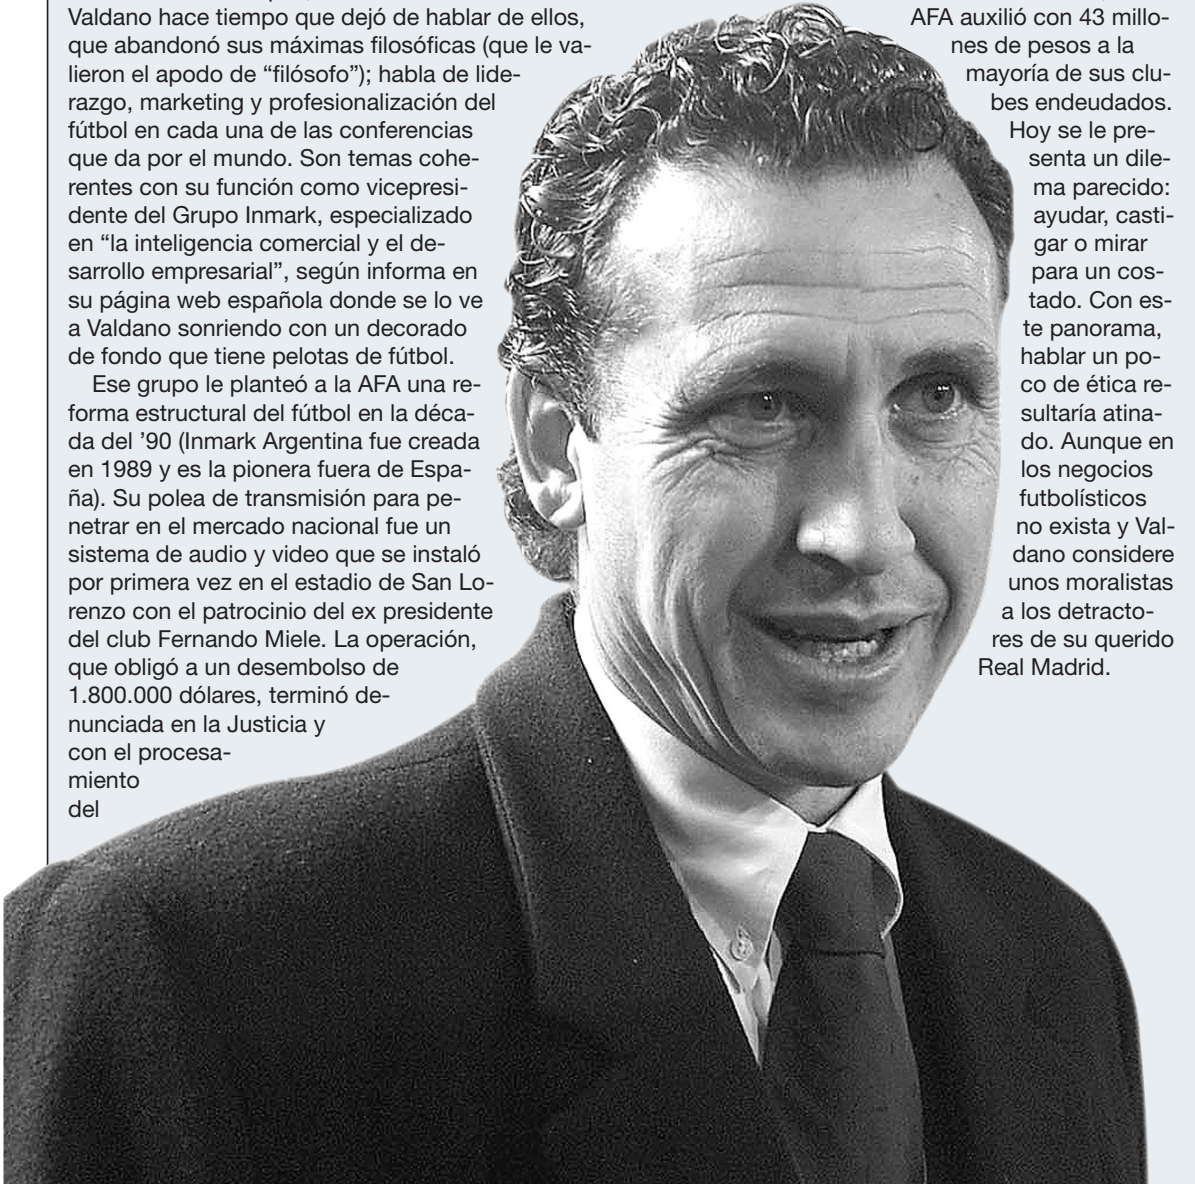 Valdano hace tiempo que dejó de hablar de ellos,
que abandonó sus máximas filosóficas (que le va-
lieron el apodo de “filósofo”); habla de lide-
razgo, marketing y profesionalización del
fútbol en cada una de las conferencias
que da por el mundo. Son temas cohe-
rentes con su función como vicepresi-
dente del Grupo Inmark, especializado
en “la inteligencia comercial y el de-
sarrollo empresarial”, según informa en
su página web española donde se lo ve
a Valdano sonriendo con un decorado
de fondo que tiene pelotas de fútbol.
Ese grupo le planteó a la AFA una re-
forma estructural del fútbol en la déca-
da del ’90 (Inmark Argentina fue creada
en 1989 y es la pionera fuera de Espa-
ña). Su polea de transmisión para pe-
netrar en el mercado nacional fue un
sistema de audio y video que se instaló
por primera vez en el estadio de San Lo-
renzo con el patrocinio del ex presidente
del club Fernando Miele. La operación,
que obligó a un desembolso de
1.800.000 dólares, terminó de-
nunciada en la Justicia y
con el procesa-
miento
del
AFA auxilió con 43 millo-
nes de pesos a la
mayoría de sus clu-
bes endeudados.
Hoy se le pre-
senta un dile-
ma parecido:
ayudar, casti-
gar o mirar
para un cos-
tado. Con es-
te panorama,
hablar un po-
co de ética re-
sultaría atina-
do. Aunque en
los negocios
futbolísticos
no exista y Val-
dano considere
unos moralistas
a los detracto-
res de su querido
Real Madrid.